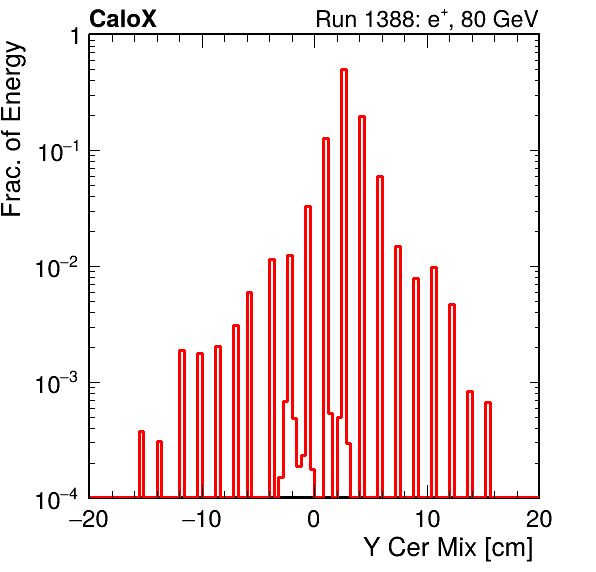 CaloX Run 1388: e⁺, 80 GeV
Frac. of Energy
1
10⁻¹
10⁻²
10⁻³
10⁻⁴
−20 −10 0 10 20
Y Cer Mix [cm]